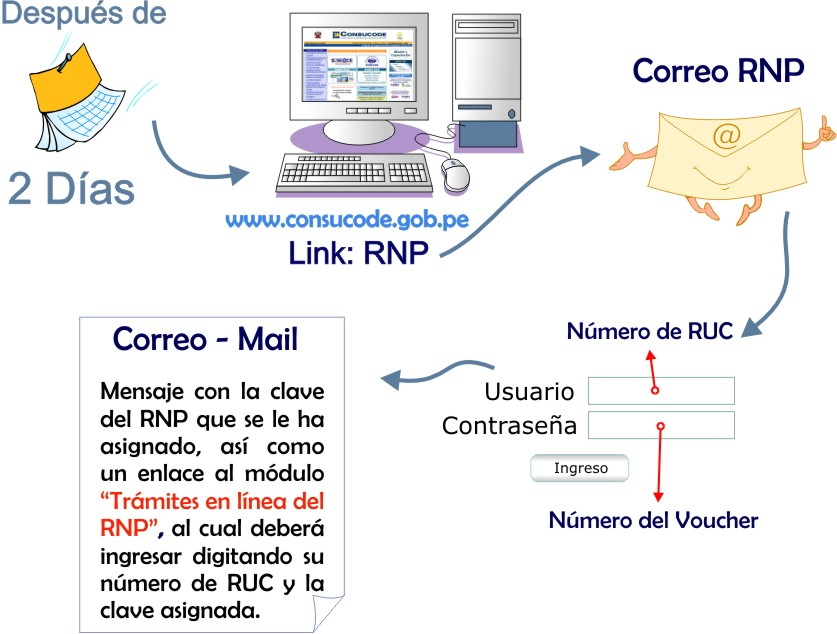 Después de
2 Días
CONSUCODE
www.consucode.gob.pe
Link: RNP
Correo RNP
@
Número de RUC
Usuario
Contraseña
Ingreso
Número del Voucher
Correo - Mail
Mensaje con la clave
del RNP que se le ha
asignado, así como
un enlace al módulo
“Trámites en línea del
RNP”, al cual deberá
ingresar digitando su
número de RUC y la
clave asignada.